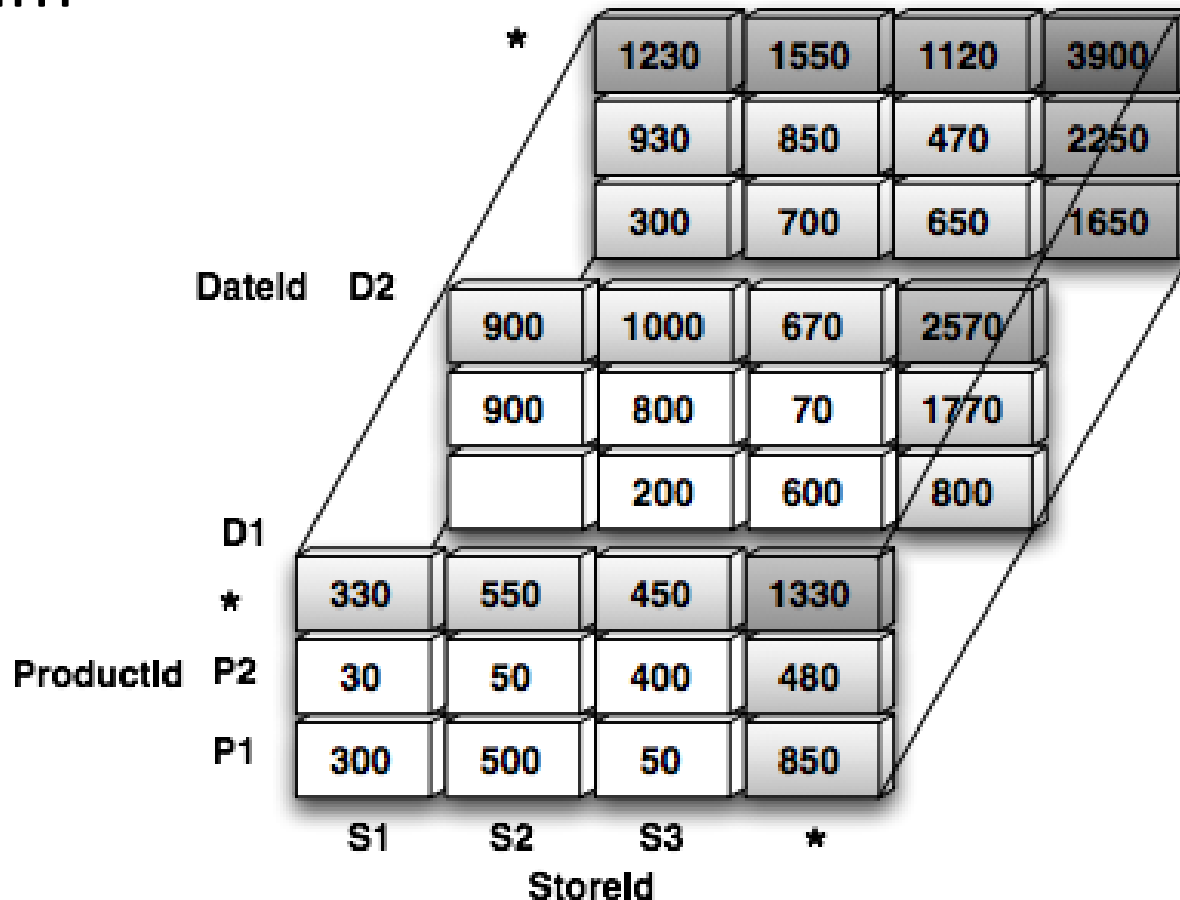 * 1230 1550 1120 3900
930 850 470 2250
300 700 650 1650
DateId D2
900 1000 670 2570
900 800 70 1770
200 600 800
D1
* 330 550 450 1330
ProductId P2 30 50 400 480
P1 300 500 50 850
S1 S2 S3 *
StoreId